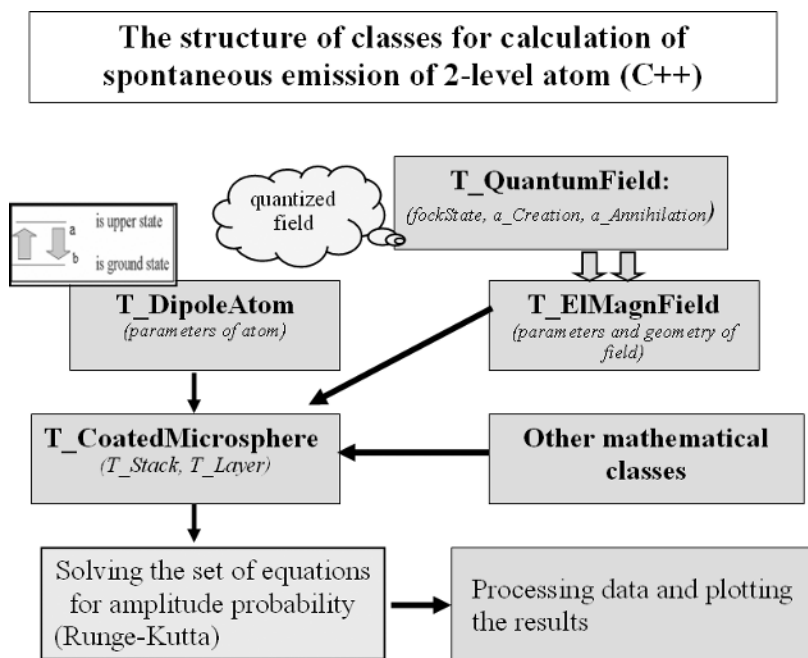 The structure of classes for calculation of
spontaneous emission of 2-level atom (C++)
quantized
field
T_QuantumField:
(fockState, a_Creation, a_Annihilation)
a
is upper state
b
is ground state
T_DipoleAtom
(parameters of atom)
T_ElMagnField
(parameters and geometry of
field)
T_CoatedMicrosphere
(T_Stack, T_Layer)
Other mathematical
classes
Solving the set of equations
for amplitude probability
(Runge-Kutta)
Processing data and plotting
the results